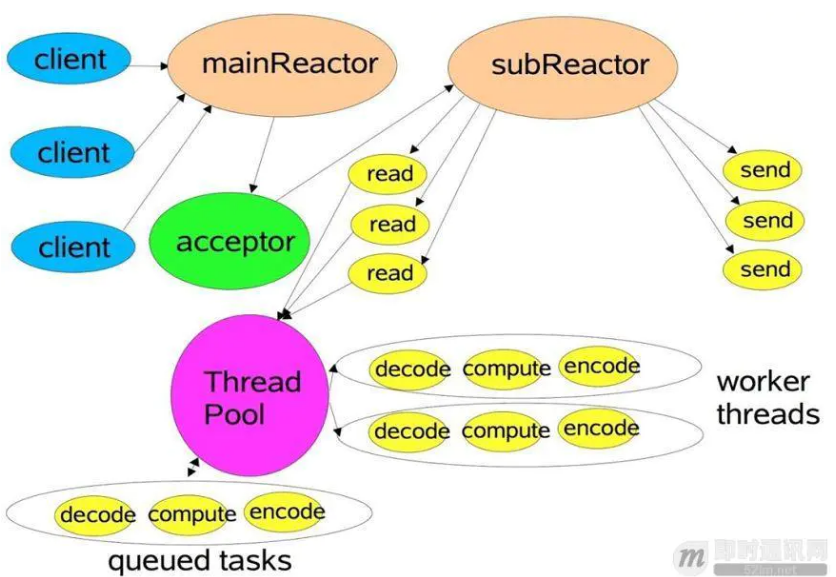 client
mainReactor
subReactor
client
client
acceptor
read
read
read
send
send
send
Thread
Pool
decode compute encode
decode compute encode
worker
threads
decode compute encode
queued tasks
m
即时通讯网
52im.net